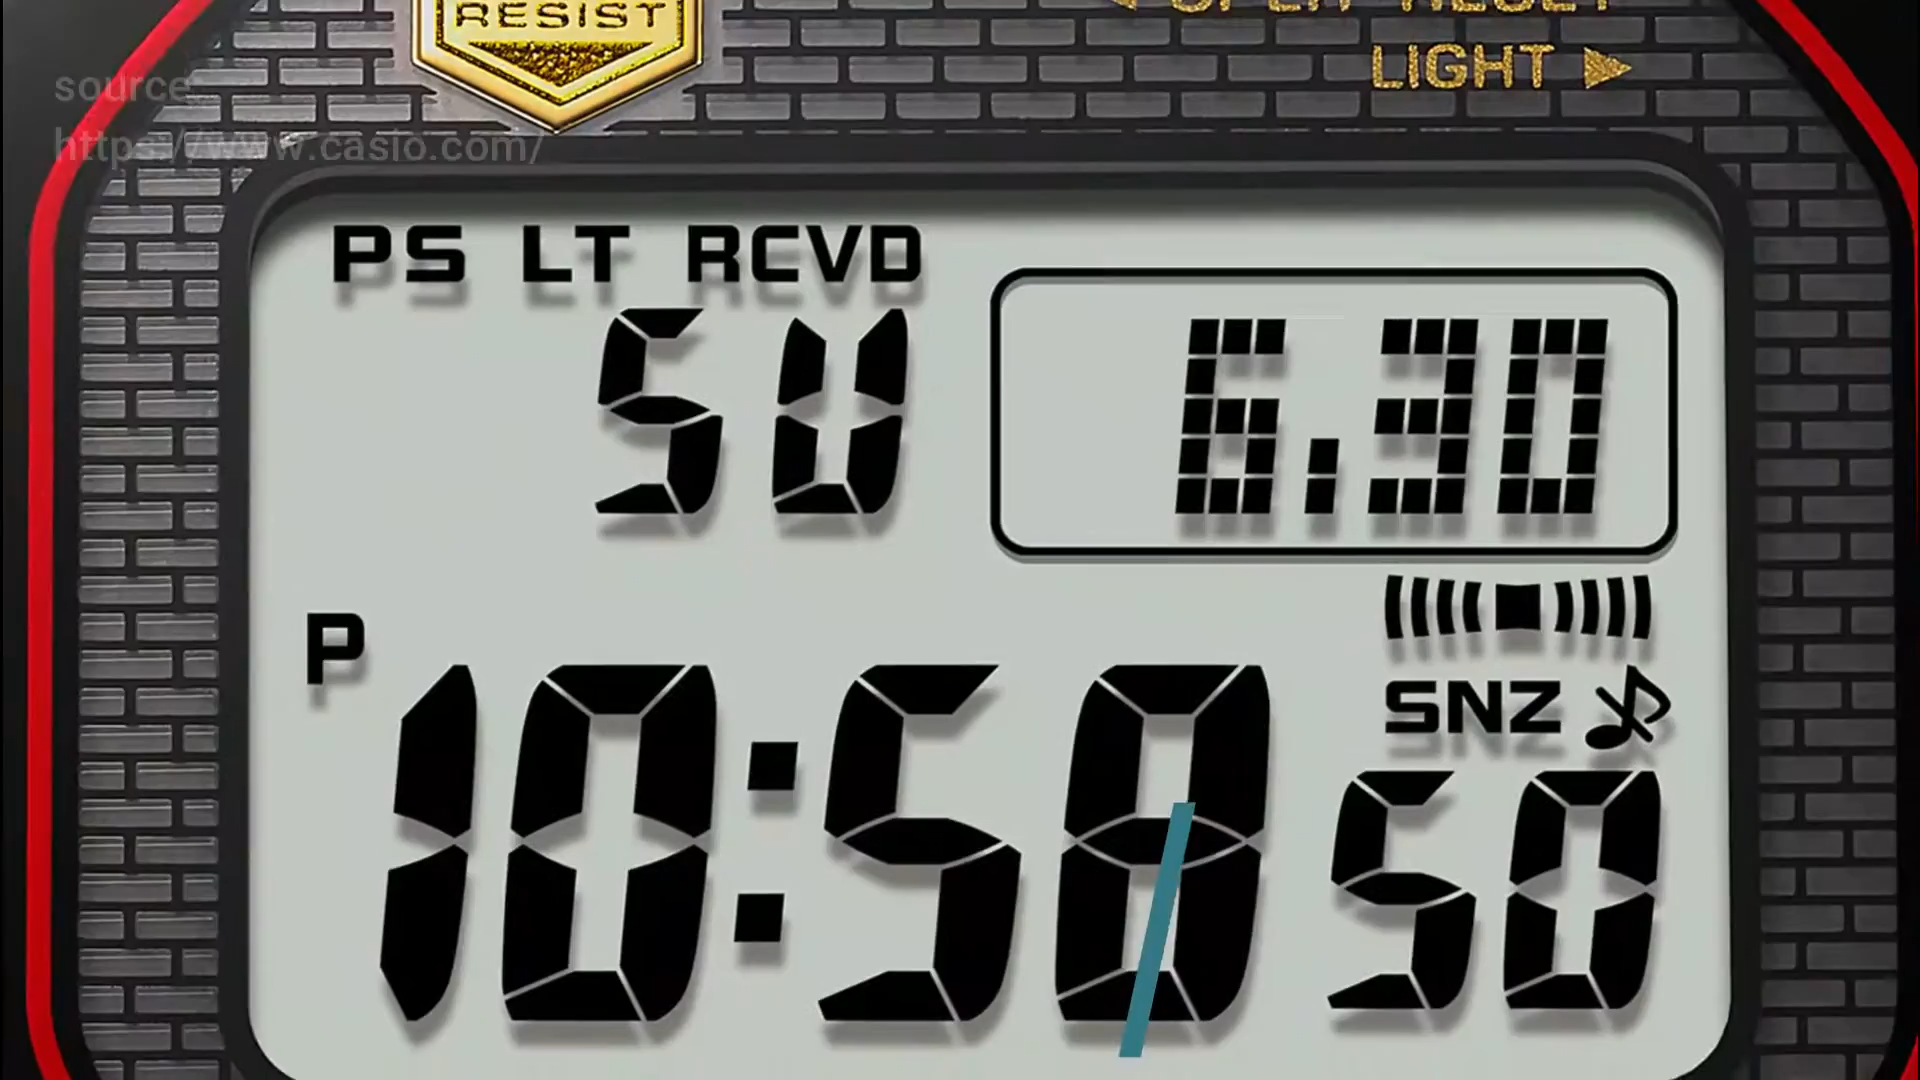 RESIST
LIGHT
source:
https://www.casio.com/
PS LT RCVD
SU 6.30
P
SNZ
10:58 50